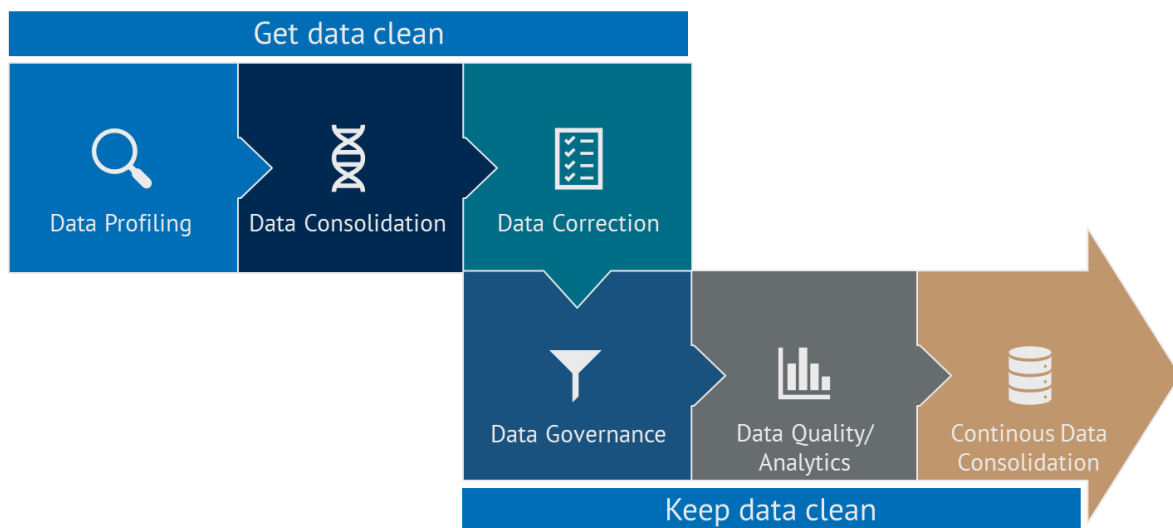 Get data clean
Data Profiling
Data Consolidation
Data Correction
Data Governance
Data Quality/
Analytics
Continous Data
Consolidation
Keep data clean